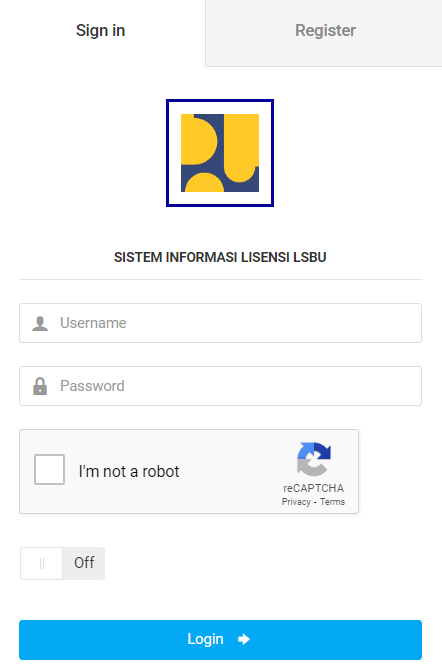 Sign in
Register
SISTEM INFORMASI LISENSI LSBU
Username
Password
I'm not a robot
reCAPTCHA
Privacy - Terms
Off
Login